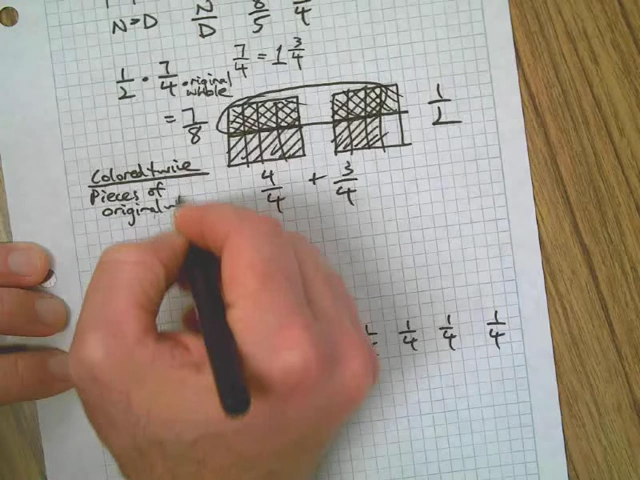 N>D N/D 8/5 4
7/4 = 1 3/4
1/2 · 7/4 · original whole
= 7/8
1/2
Colored twice
Pieces of
original
4/4 + 3/4
1/4 1/4 1/4